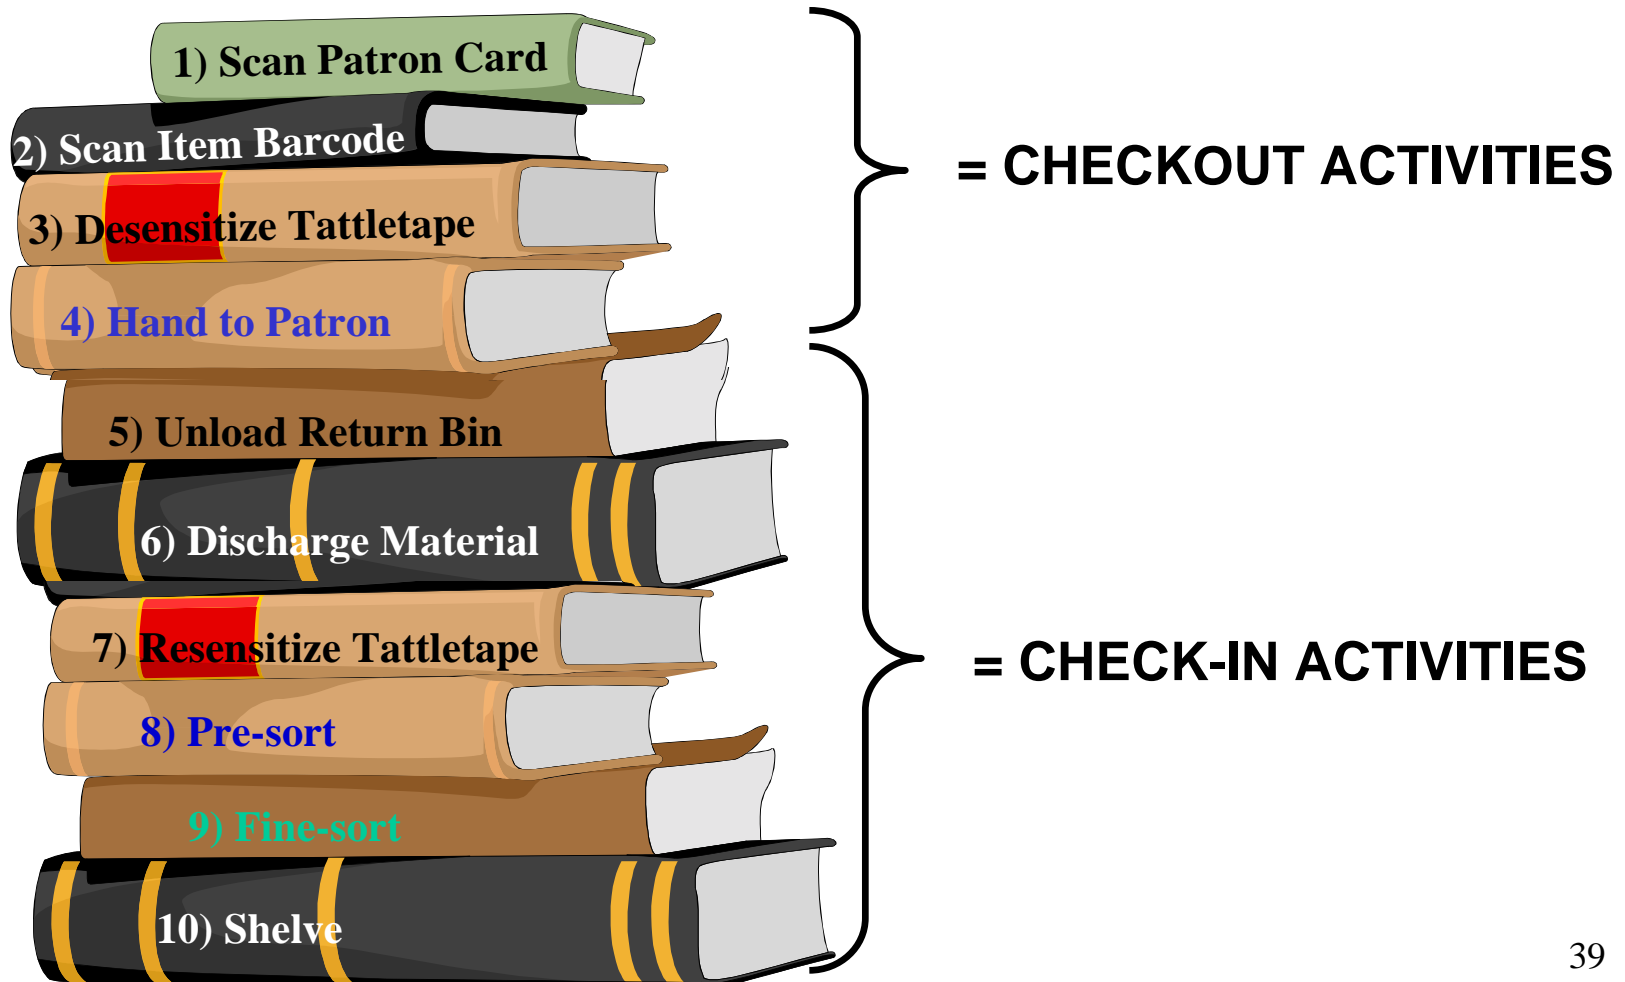 1) Scan Patron Card
2) Scan Item Barcode
3) Desensitize Tattletape
4) Hand to Patron
= CHECKOUT ACTIVITIES
5) Unload Return Bin
6) Discharge Material
7) Resensitize Tattletape
8) Pre-sort
9) Fine-sort
10) Shelve
= CHECK-IN ACTIVITIES
39